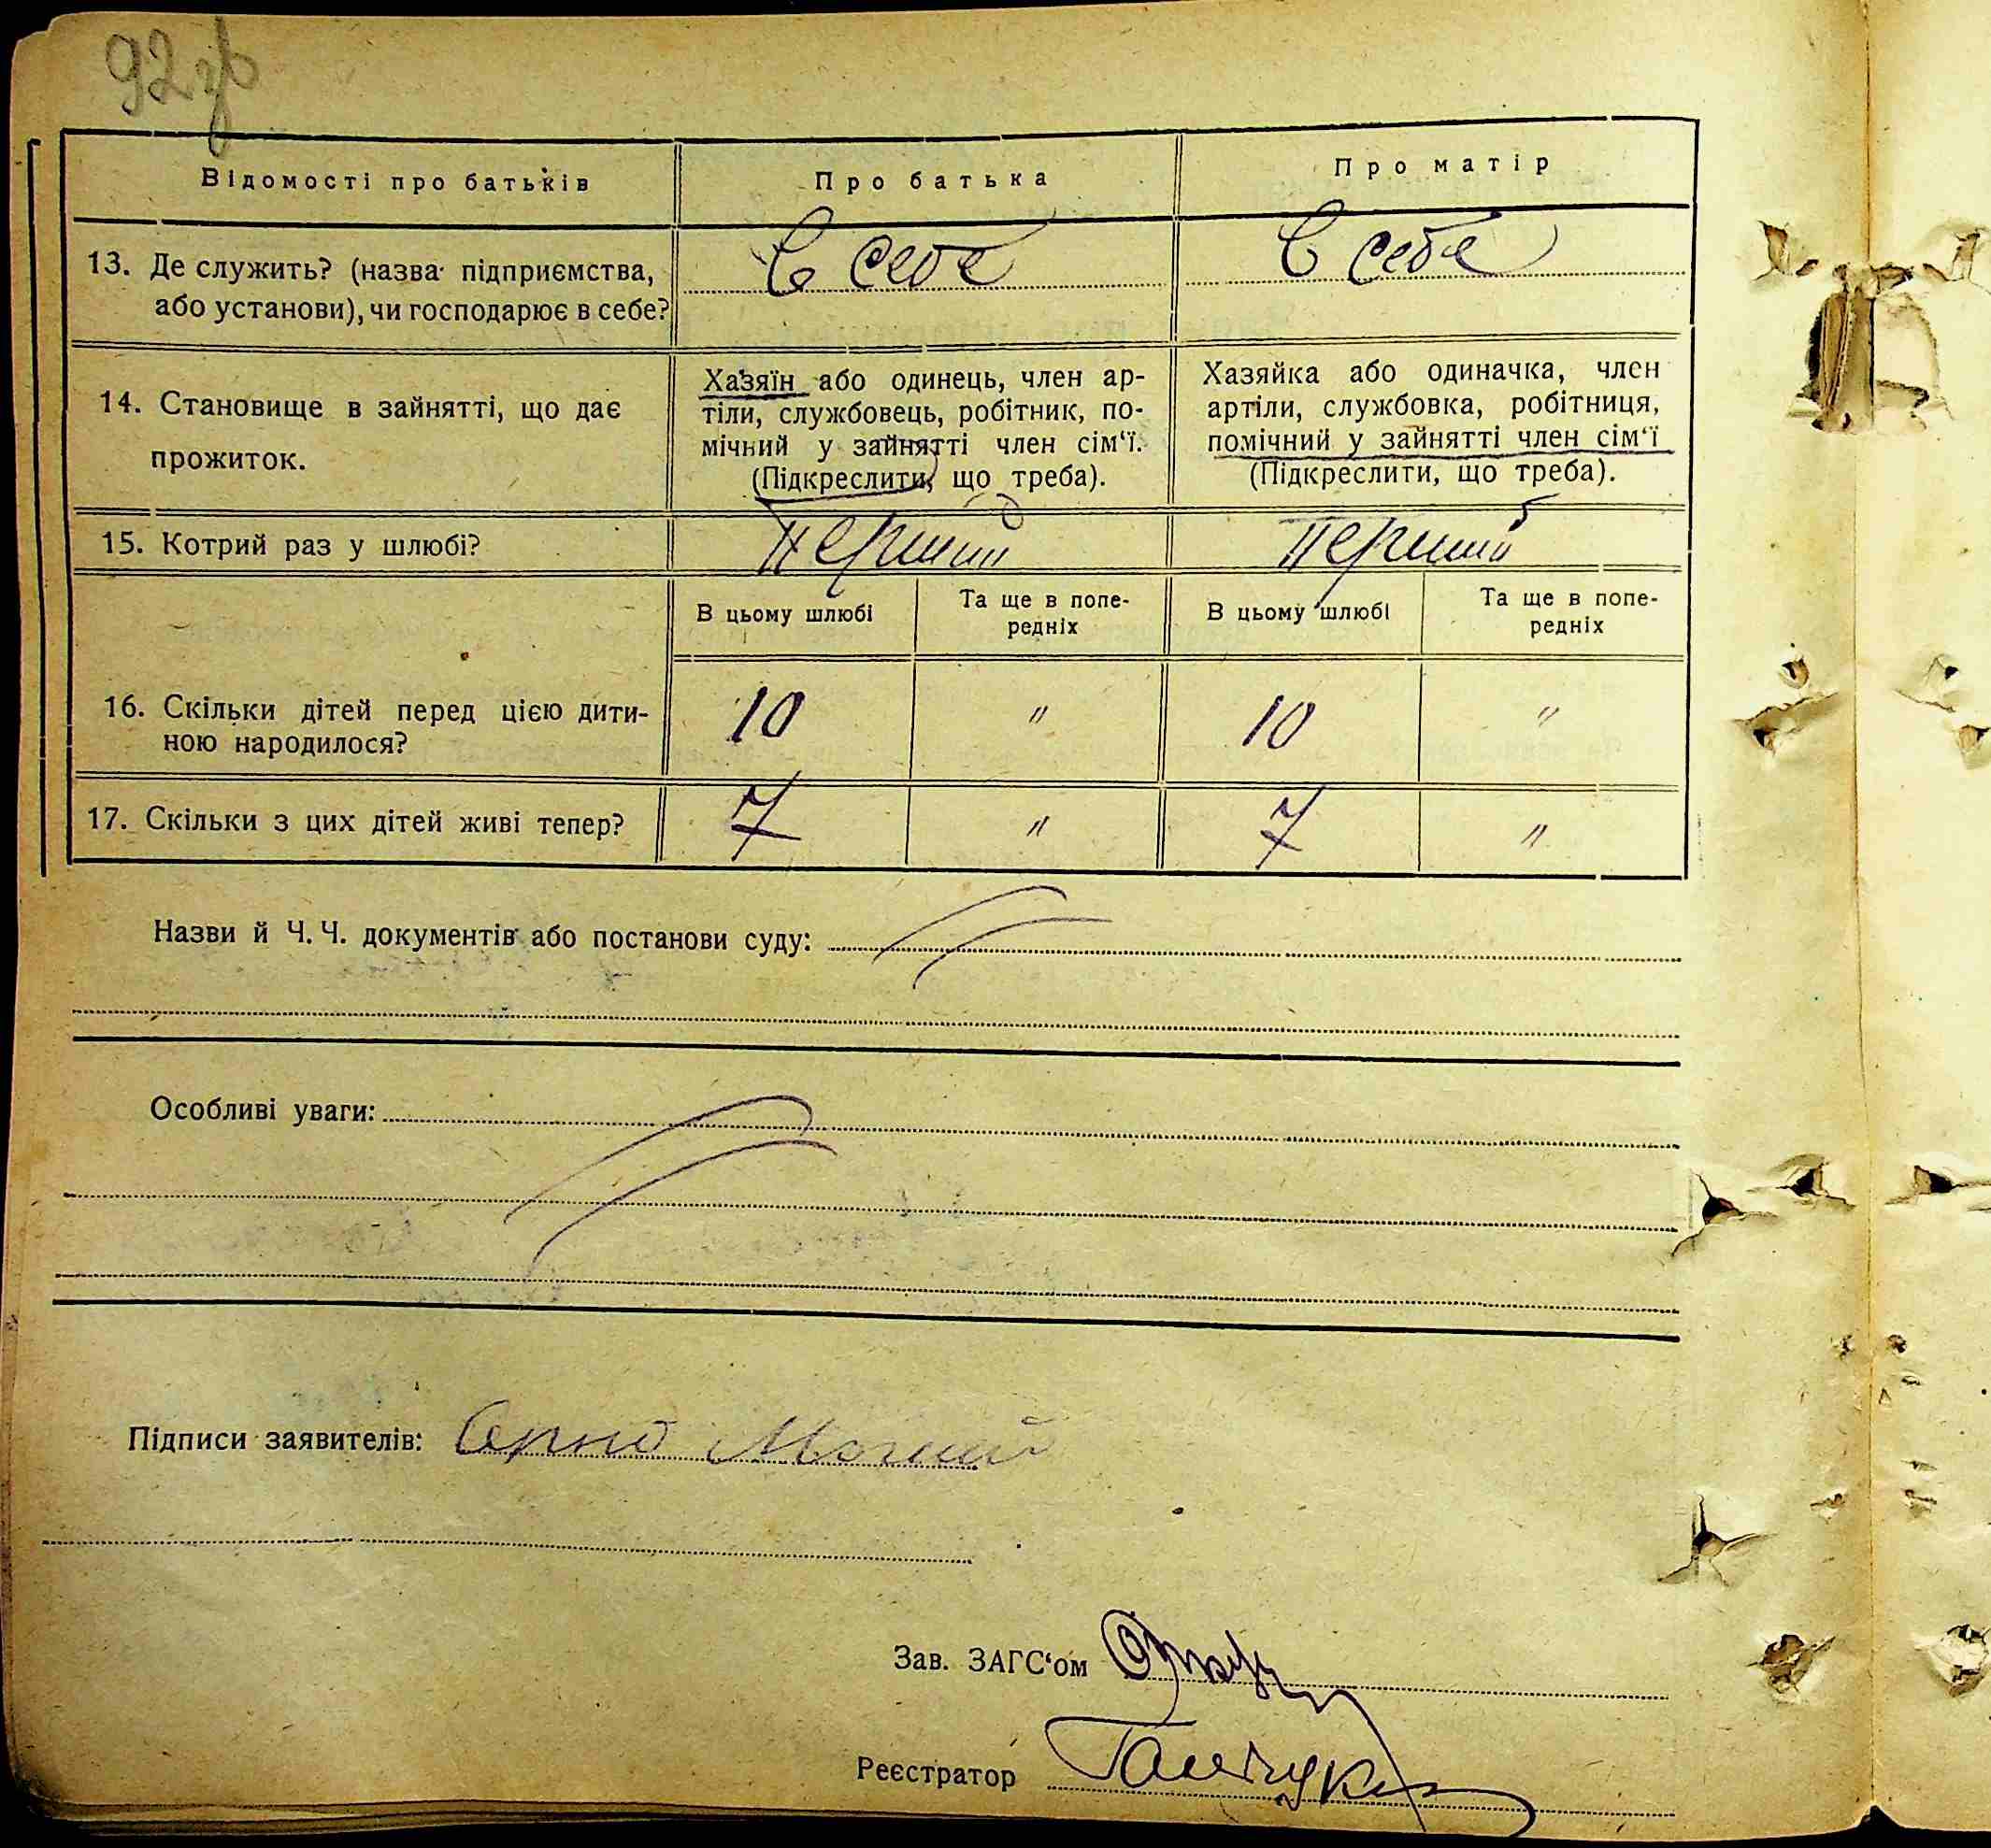 92
Відомості про батьків
Про батька
Про матір
13. Де служить? (назва підприємства,
або установи), чи господарює в себе?
в себе
в себе
14. Становище в зайнятті, що дає
прожиток.
Хазяїн або одинець, член ар-
тіли, службовець, робітник, по-
мічний у зайнятті член сім‘ї.
(Підкреслити, що треба).
Хазяйка або одиначка, член
артіли, службовка, робітниця,
помічний у зайнятті член сім‘ї
(Підкреслити, що треба).
15. Котрий раз у шлюбі?
перший
перший
В цьому шлюбі
Та ще в попе-
редніх
В цьому шлюбі
Та ще в попе-
редніх
16. Скільки дітей перед цією дити-
ною народилося?
10 " 10 "
17. Скільки з цих дітей живі тепер?
7 " 7 "
Назви й Ч. Ч. документів або постанови суду:
Особливі уваги:
Підписи заявителів:
Зав. ЗАГС‘ом
Реєстратор